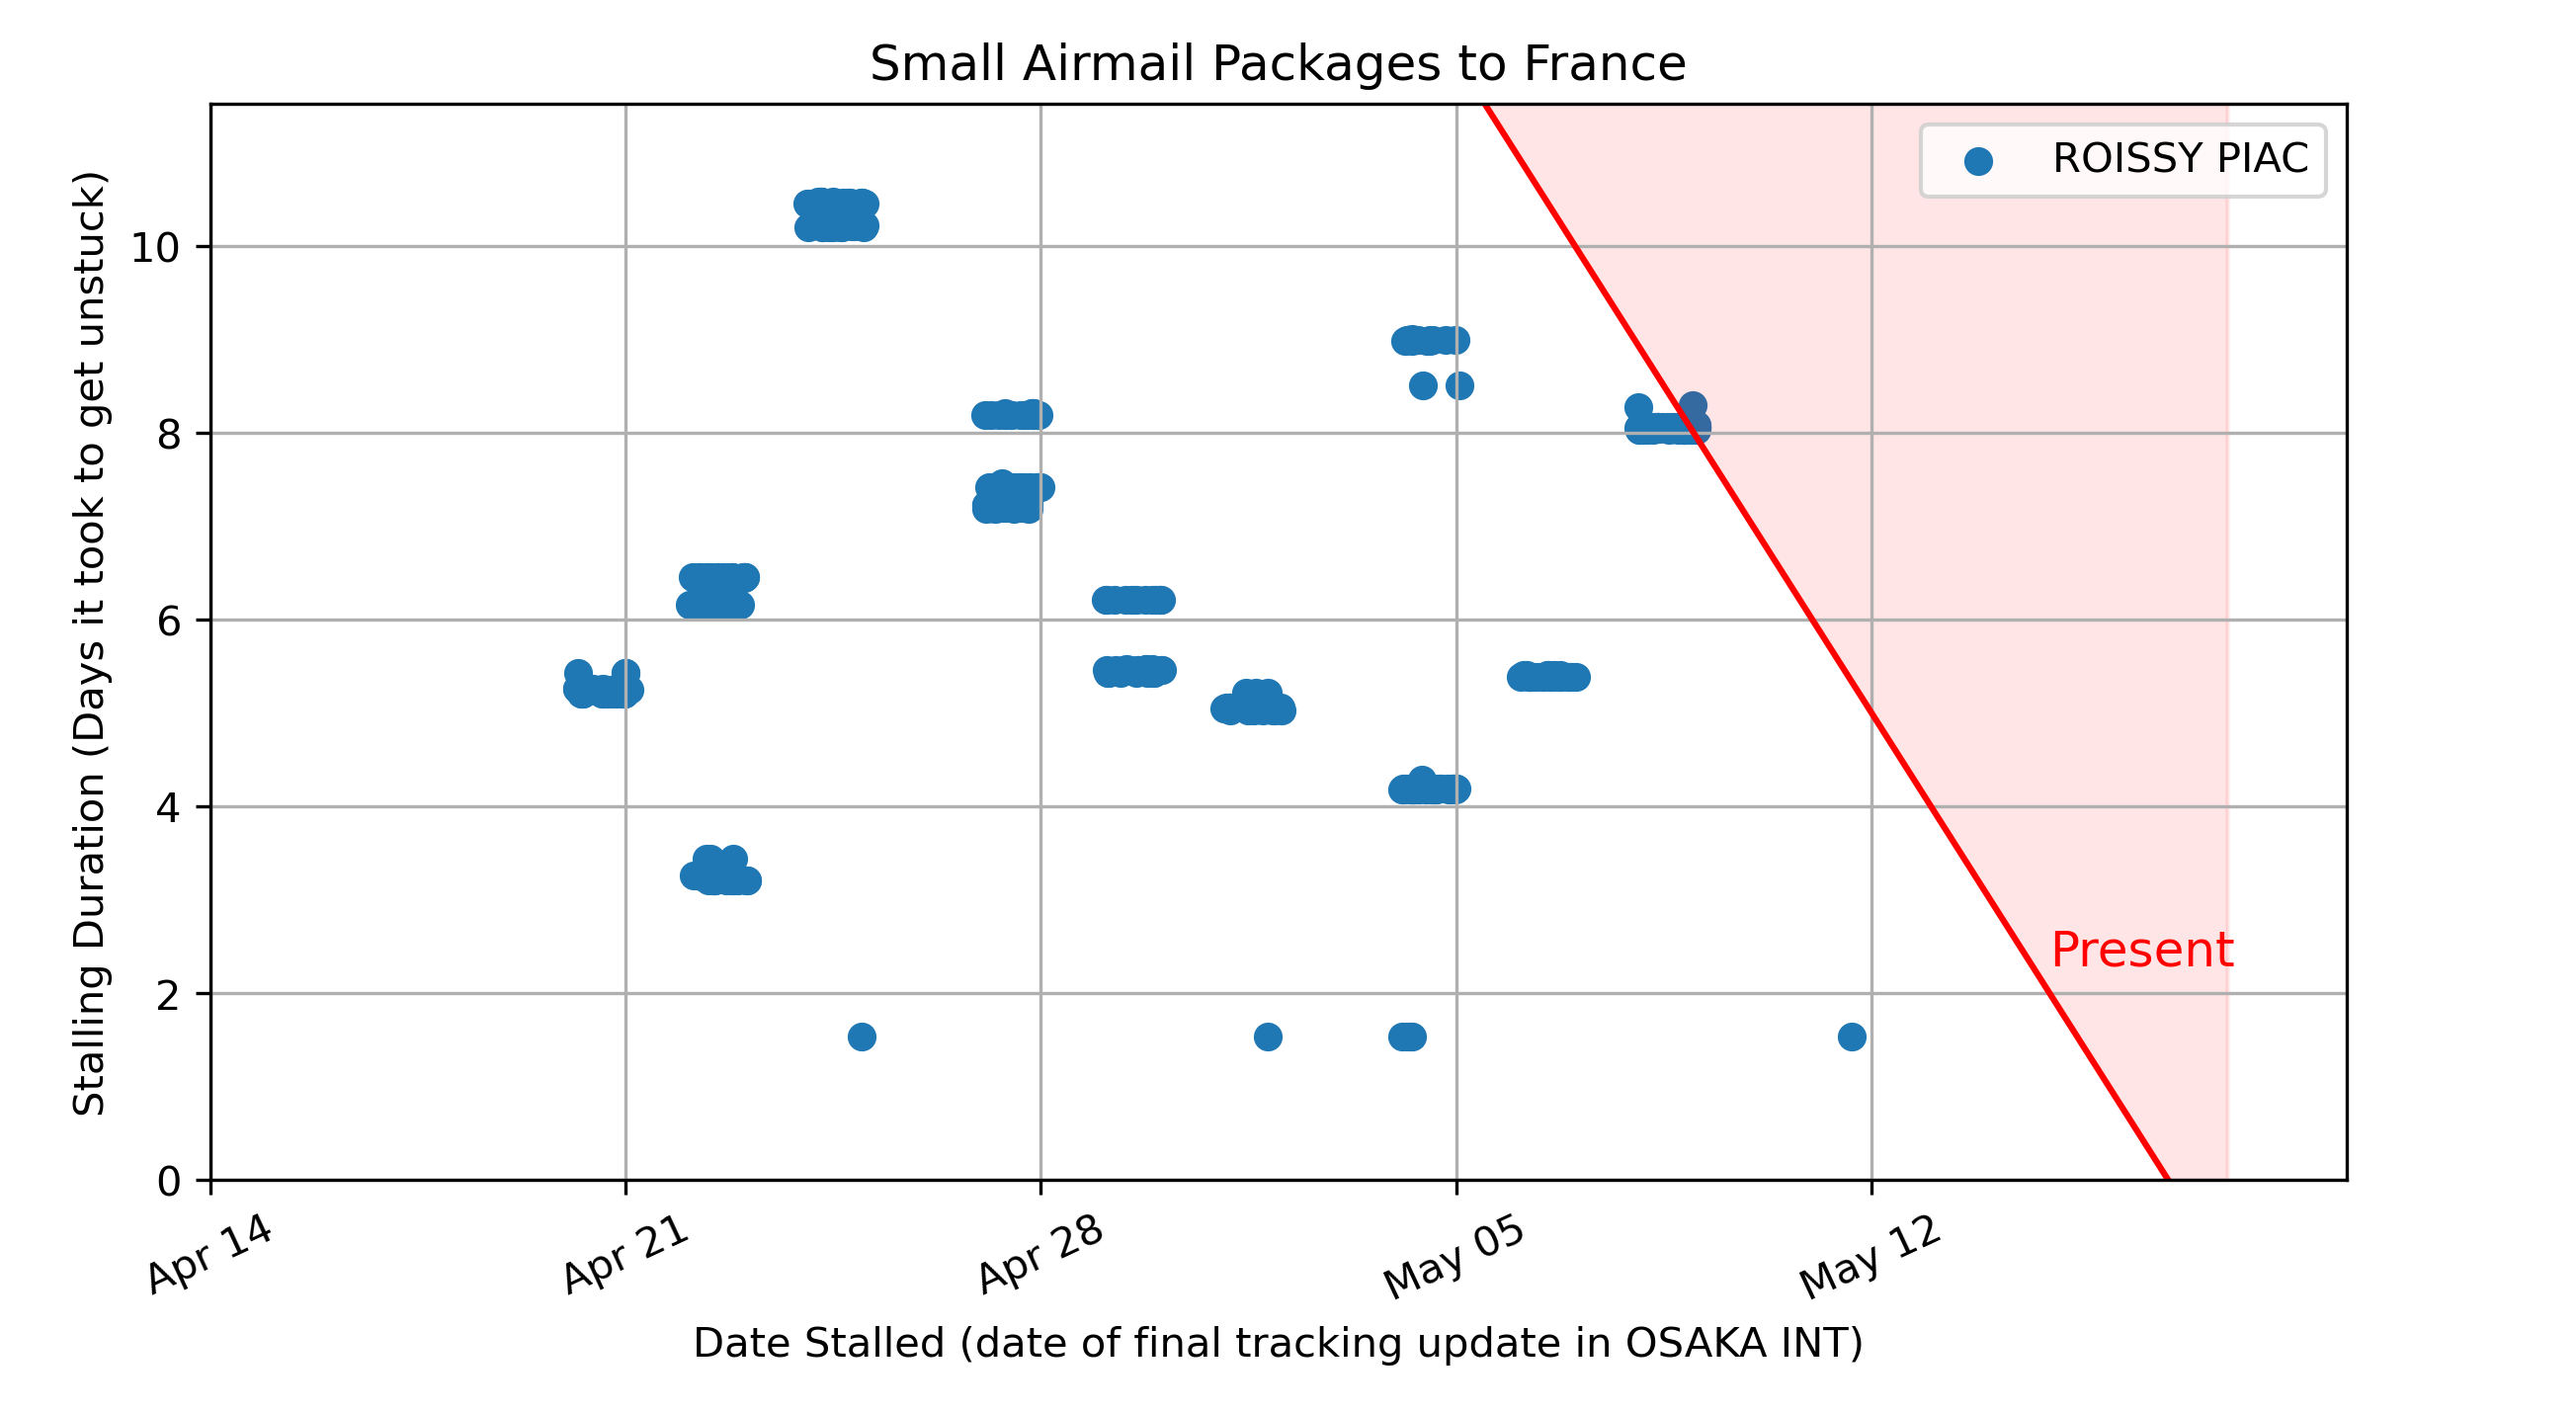 Small Airmail Packages to France
ROISSY PIAC
Stalling Duration (Days it took to get unstuck)
10
8
6
4
2
0
Present
Apr 14
Apr 21
Apr 28
May 05
May 12
Date Stalled (date of final tracking update in OSAKA INT)